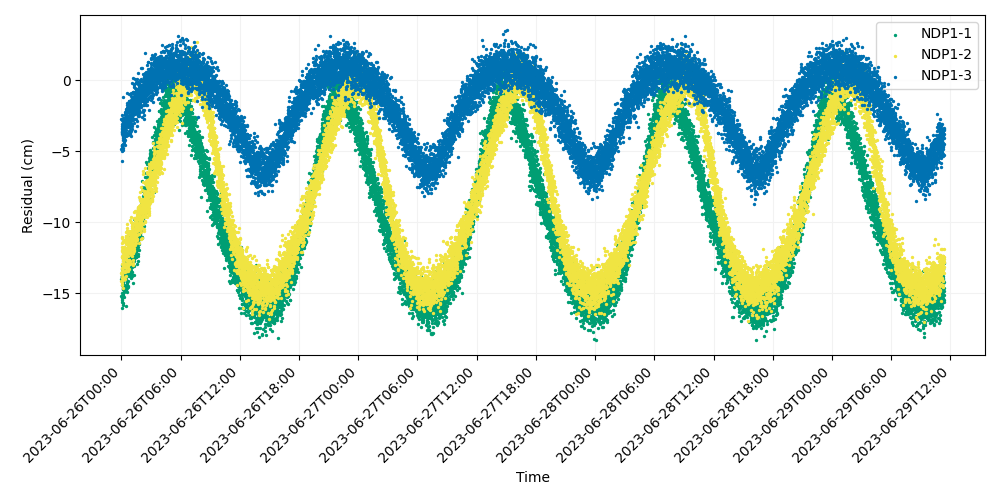 NDP1-1
NDP1-2
NDP1-3
Residual (cm)
0
−5
−10
−15
2023-06-26T00:00
2023-06-26T06:00
2023-06-26T12:00
2023-06-26T18:00
2023-06-27T00:00
2023-06-27T06:00
2023-06-27T12:00
2023-06-27T18:00
2023-06-28T00:00
2023-06-28T06:00
2023-06-28T12:00
2023-06-28T18:00
2023-06-29T00:00
2023-06-29T06:00
2023-06-29T12:00
Time